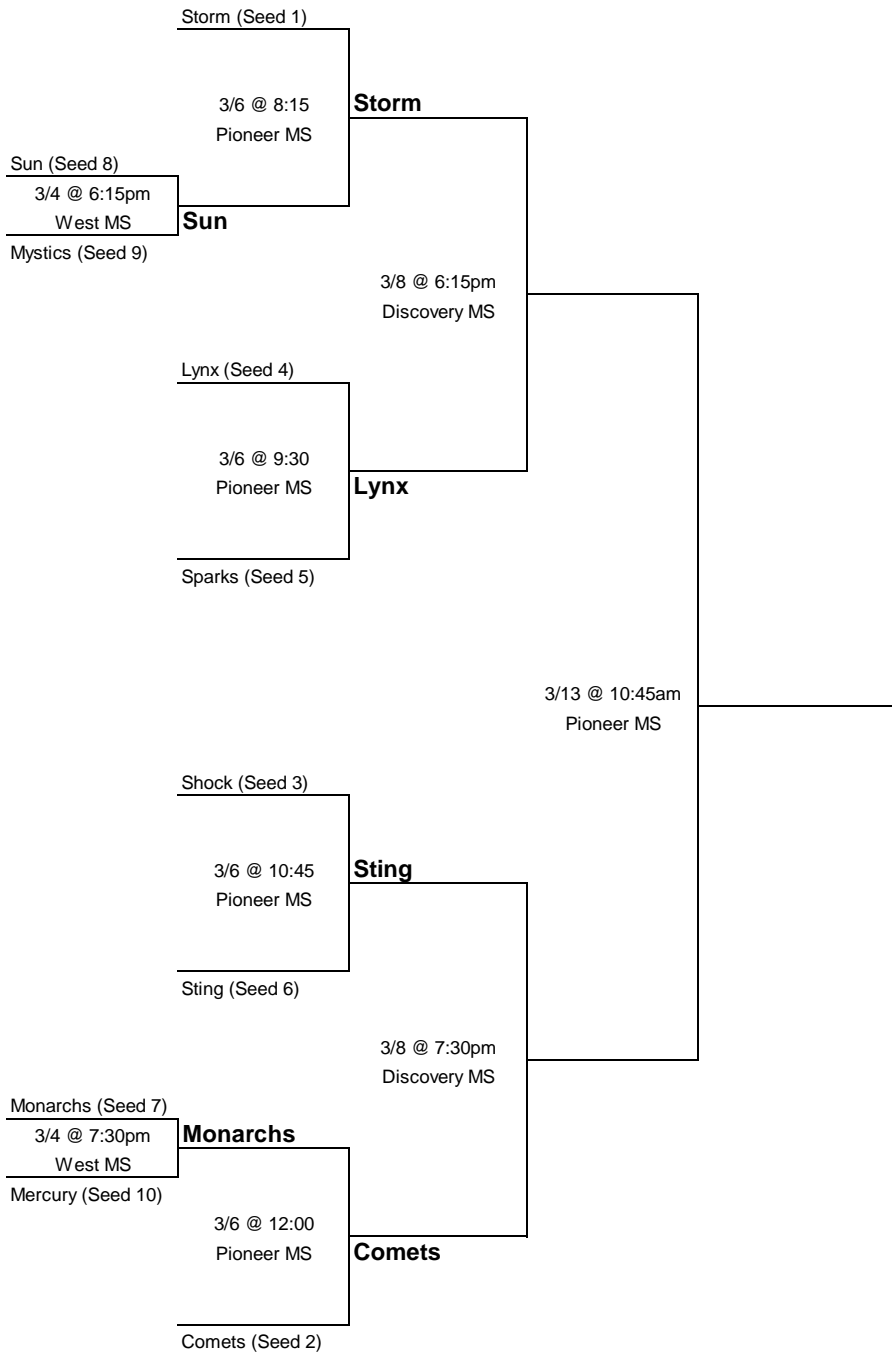 Storm (Seed 1)
3/6 @ 8:15
Pioneer MS
Storm
Sun (Seed 8)
3/4 @ 6:15pm
West MS
Sun
Mystics (Seed 9)
3/8 @ 6:15pm
Discovery MS
Lynx (Seed 4)
3/6 @ 9:30
Pioneer MS
Lynx
Sparks (Seed 5)
3/13 @ 10:45am
Pioneer MS
Shock (Seed 3)
3/6 @ 10:45
Pioneer MS
Sting
Sting (Seed 6)
3/8 @ 7:30pm
Discovery MS
Monarchs (Seed 7)
3/4 @ 7:30pm
West MS
Monarchs
Mercury (Seed 10)
3/6 @ 12:00
Pioneer MS
Comets
Comets (Seed 2)